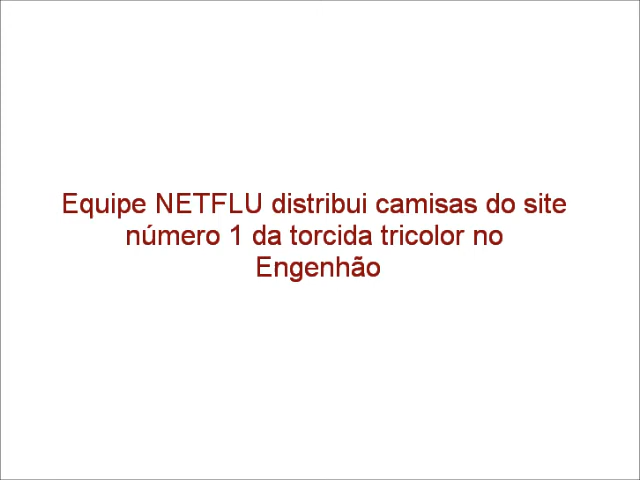 Equipe NETFLU distribui camisas do site
número 1 da torcida tricolor no
Engenhão